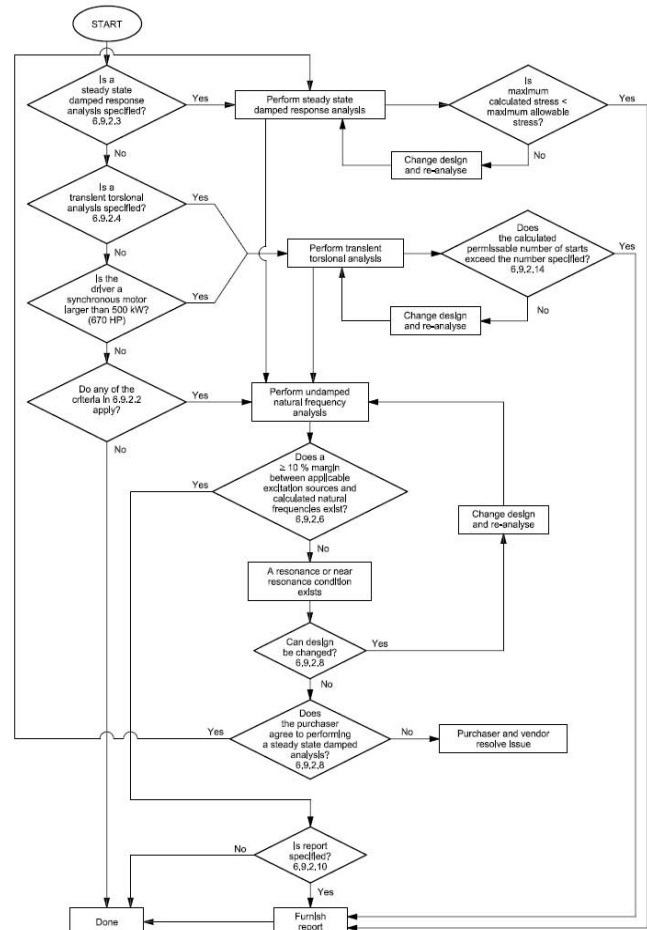 START
Is a
steady state
damped response
analysis specified?
6,9,2,3
Yes
Perform steady state
damped response analysis
Is
maximum
calculated stress <
maximum allowable
stress?
Yes
No
Change design
and re-analyse
No
Is a
transient torsional
analysis specified?
6.9.2.4
Yes
No
Perform transient
torsional analysis
Does
the calculated
permissable number of starts
exceed the number specified?
6,9,2,14
Yes
No
Change design
and re-analyse
Is the
driver a
synchronous motor
larger than 500 kW?
(670 HP)
Yes
No
Do any of the
criteria in 6.9.2.2
apply?
Yes
No
Perform undamped
natural frequency
analysis
Does a
≥ 10 % margin
between applicable
excitation sources and
calculated natural
frequencies exist?
6,9,2,6
Yes
No
Change design
and re-analyse
A resonance or near
resonance condition
exists
Can design
be changed?
6,9,2,8
Yes
No
Does
the purchaser
agree to performing
a steady state damped
analysis?
6,9,2,8
Yes
No
Purchaser and vendor
resolve issue
Is report
specified?
6,9,2,10
No
Yes
Done
Furnish
report